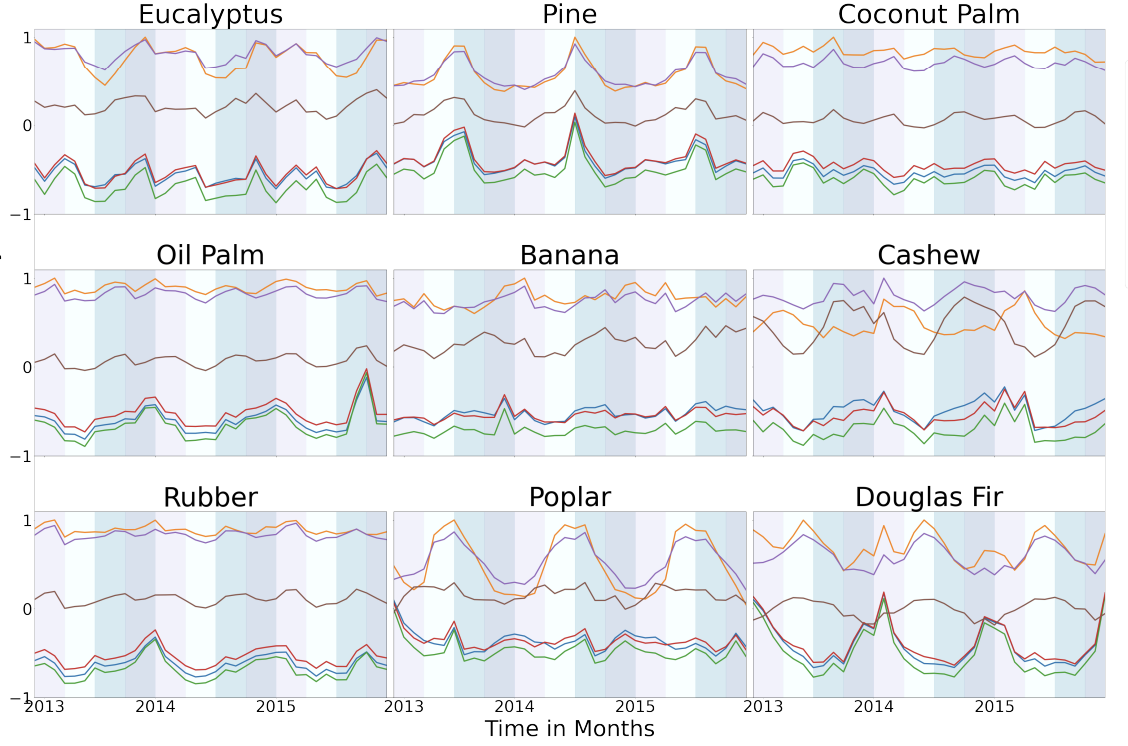 Eucalyptus Pine Coconut Palm
1
0
−1
Oil Palm Banana Cashew
1
0
−1
Rubber Poplar Douglas Fir
1
0
−1
2013 2014 2015 2013 2014 2015 2013 2014 2015
Time in Months